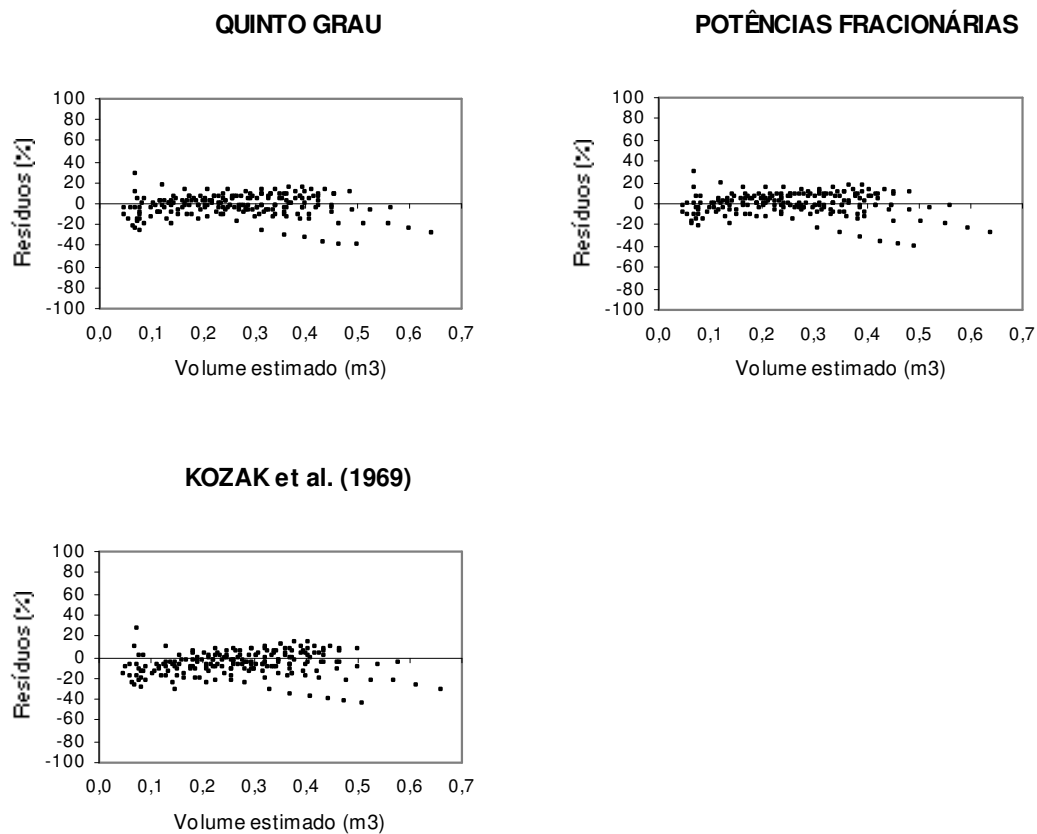 QUINTO GRAU
100
80
60
40
20
0
-20
-40
-60
-80
-100
Resíduos (%)
0,0 0,1 0,2 0,3 0,4 0,5 0,6 0,7
Volume estimado (m3)
POTÊNCIAS FRACIONÁRIAS
100
80
60
40
20
0
-20
-40
-60
-80
-100
Resíduos (%)
0,0 0,1 0,2 0,3 0,4 0,5 0,6 0,7
Volume estimado (m3)
KOZAK et al. (1969)
100
80
60
40
20
0
-20
-40
-60
-80
-100
Resíduos (%)
0,0 0,1 0,2 0,3 0,4 0,5 0,6 0,7
Volume estimado (m3)